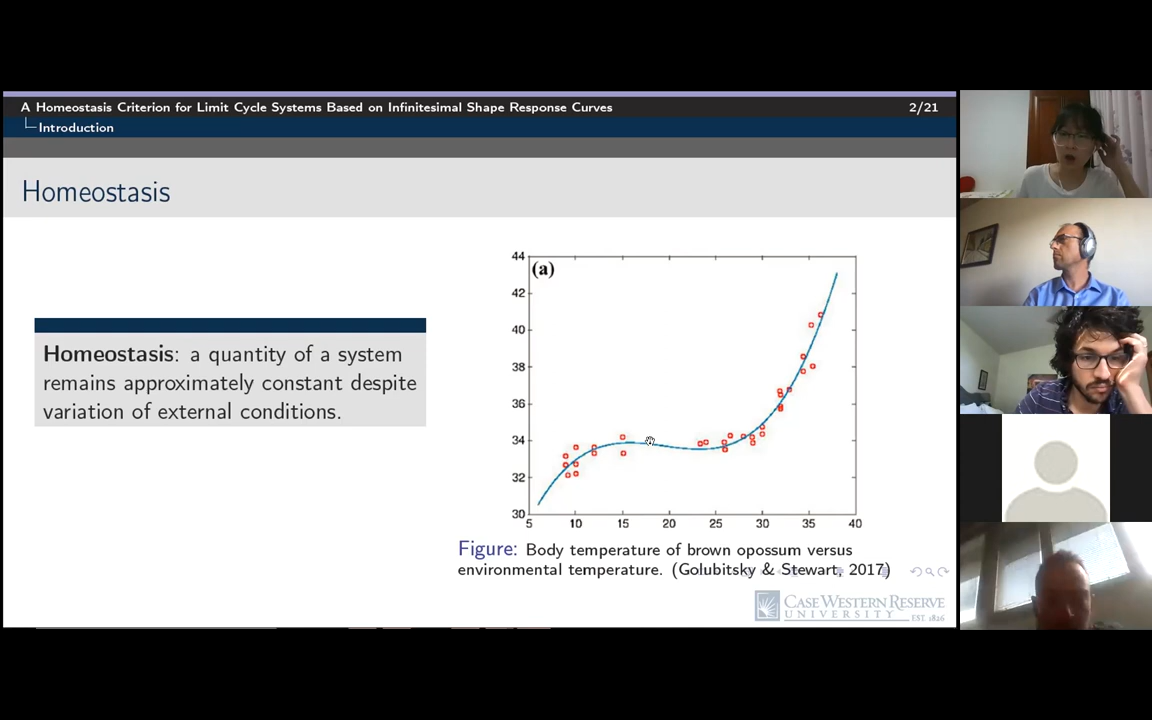 A Homeostasis Criterion for Limit Cycle Systems Based on Infinitesimal Shape Response Curves
2/21
Introduction
Homeostasis
Homeostasis: a quantity of a system
remains approximately constant despite
variation of external conditions.
(a)
44
42
40
38
36
34
32
30
5 10 15 20 25 30 35 40
Figure: Body temperature of brown opossum versus
environmental temperature. (Golubitsky & Stewart, 2017)
CASE WESTERN RESERVE
UNIVERSITY EST. 1826